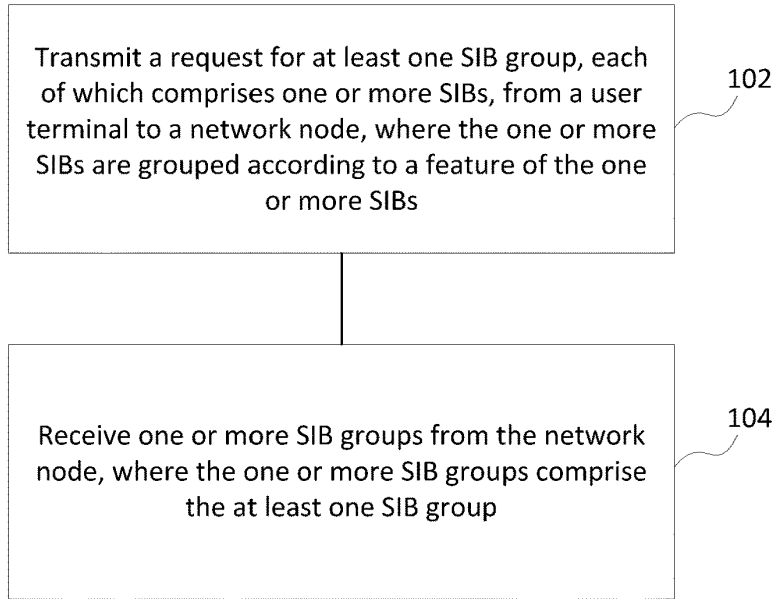 Transmit a request for at least one SIB group, each
of which comprises one or more SIBs, from a user
terminal to a network node, where the one or more
SIBs are grouped according to a feature of the one
or more SIBs
102
Receive one or more SIB groups from the network
node, where the one or more SIB groups comprise
the at least one SIB group
104